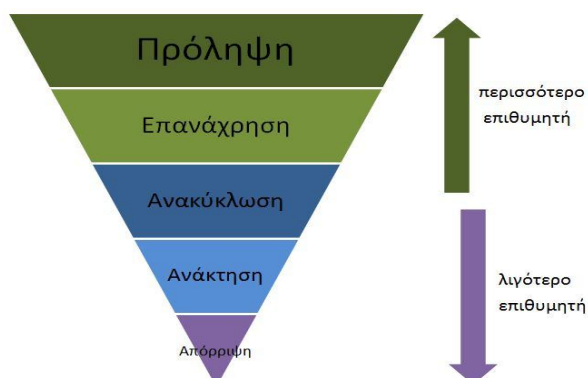 Πρόληψη
Επανάχρηση
Ανακύκλωση
Ανάκτηση
Απόρριψη
περισσότερο
επιθυμητή
λιγότερο
επιθυμητή